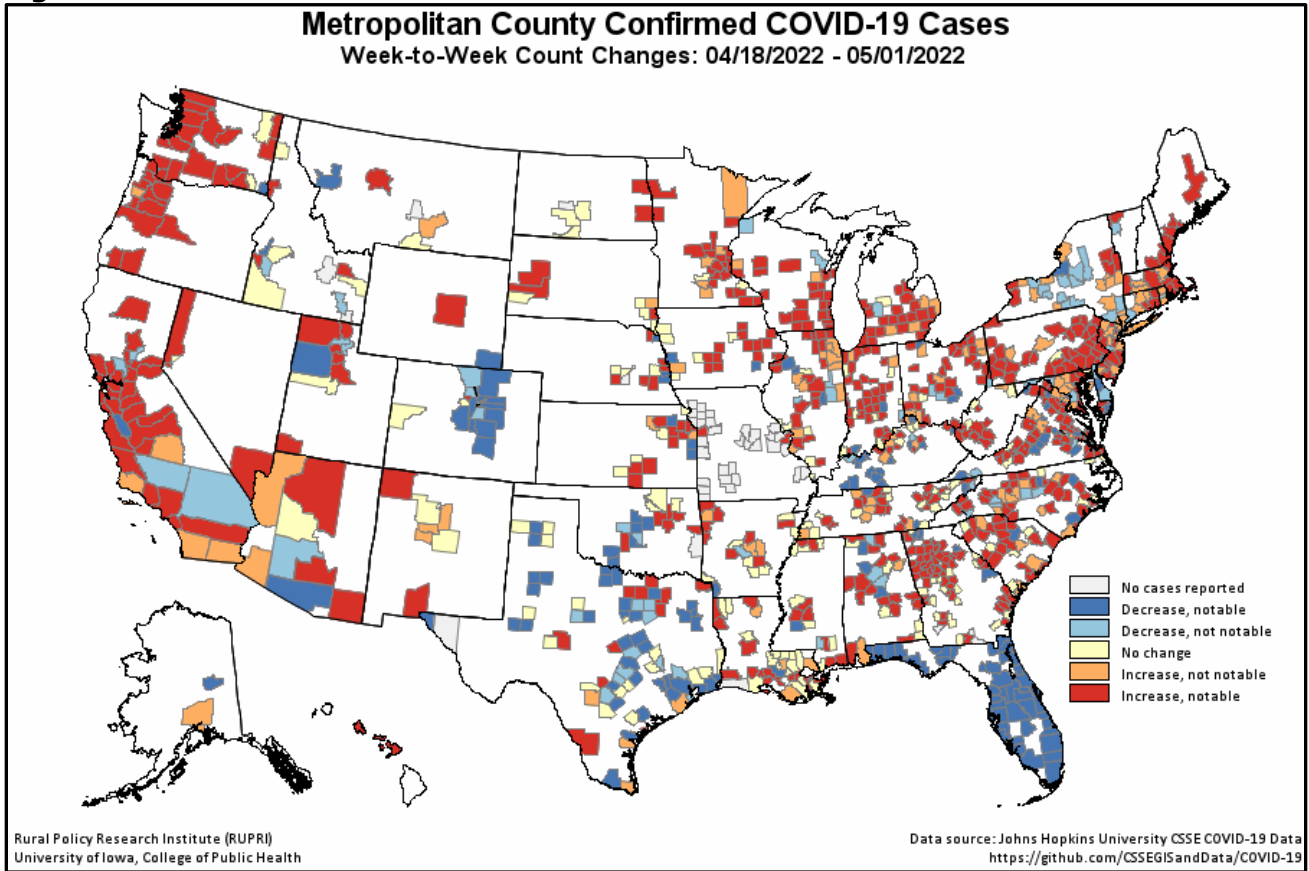 Metropolitan County Confirmed COVID-19 Cases
Week-to-Week Count Changes: 04/18/2022 - 05/01/2022
No cases reported
Decrease, notable
Decrease, not notable
No change
Increase, not notable
Increase, notable
Rural Policy Research Institute (RUPRI)
University of Iowa, College of Public Health
Data source: Johns Hopkins University CSSE COVID-19 Data
https://github.com/CSSEGISandData/COVID-19